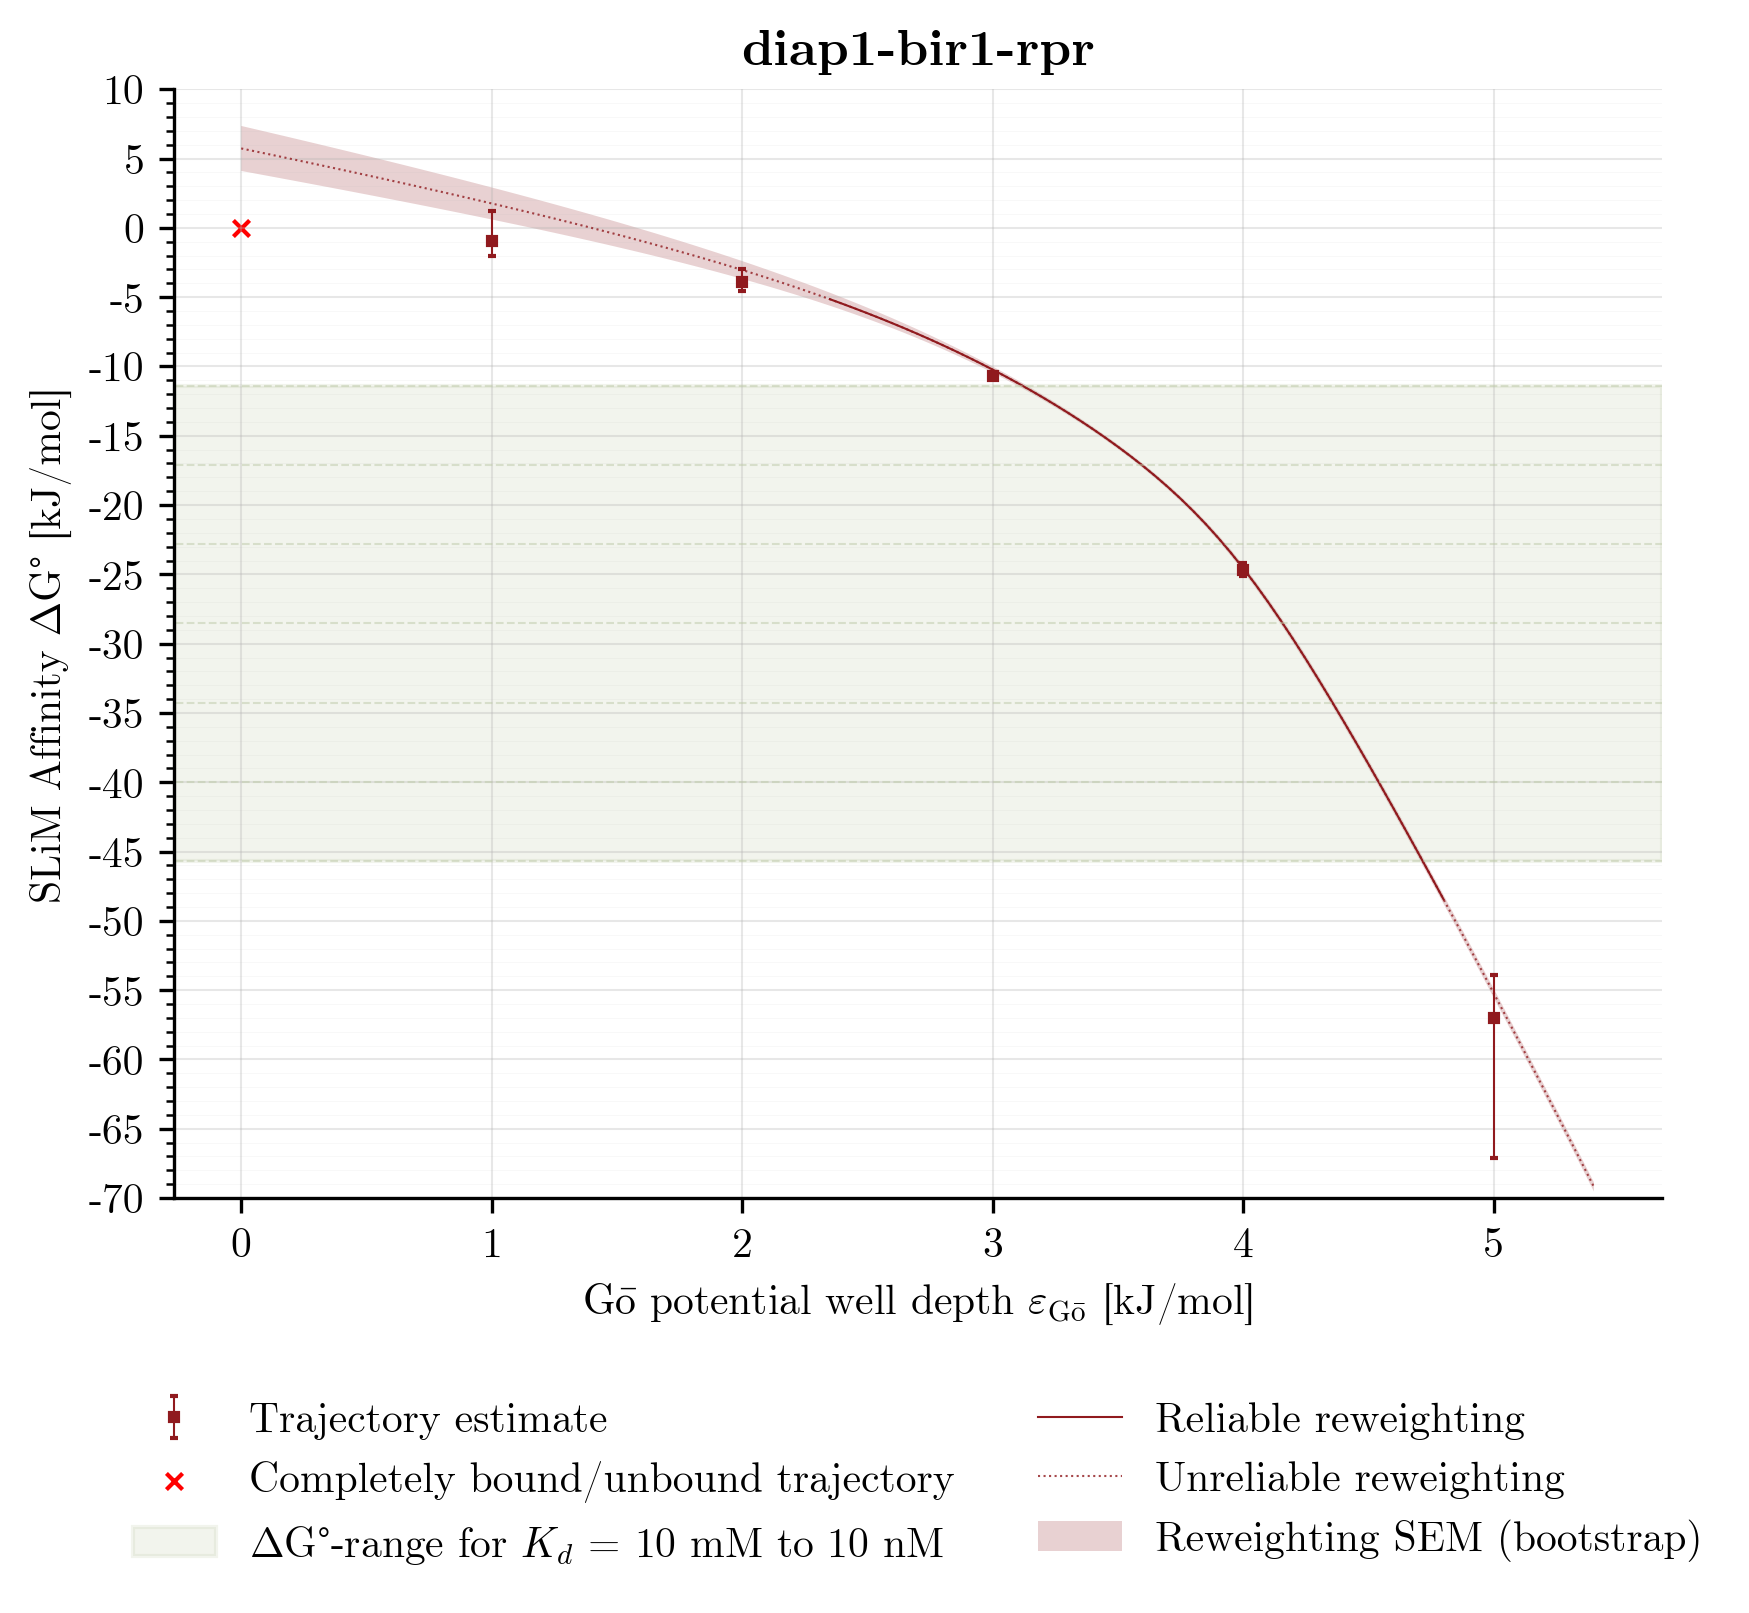 diap1-bir1-rpr
10
5
0
-5
-10
-15
-20
-25
-30
-35
-40
-45
-50
-55
-60
-65
-70
SLiM Affinity ΔG° [kJ/mol]
0 1 2 3 4 5
Gō potential well depth ε_Gō [kJ/mol]
Trajectory estimate
Completely bound/unbound trajectory
ΔG°-range for K_d = 10 mM to 10 nM
Reliable reweighting
Unreliable reweighting
Reweighting SEM (bootstrap)